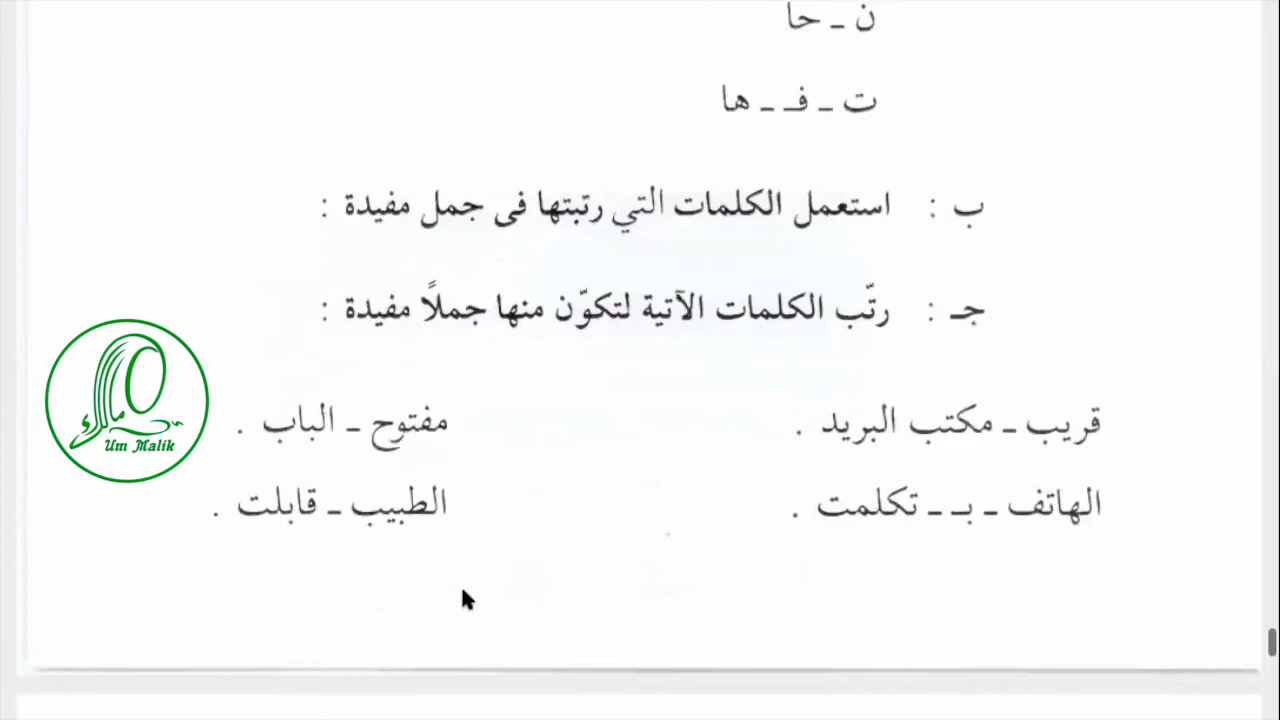 ن ـ حا
ت ـ فـ ـ ها
ب : استعمل الكلمات التي رتبتها فى جمل مفيدة :
جـ : رتّب الكلمات الآتية لتكوّن منها جملاً مفيدة :
قريب ـ مكتب البريد . مفتوح ـ الباب .
الهاتف ـ بـ ـ تكلمت . الطبيب ـ قابلت .
Um Malik